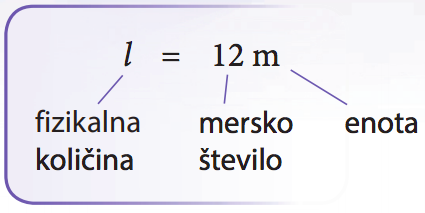 l = 12 m
fizikalna mersko enota
količina število